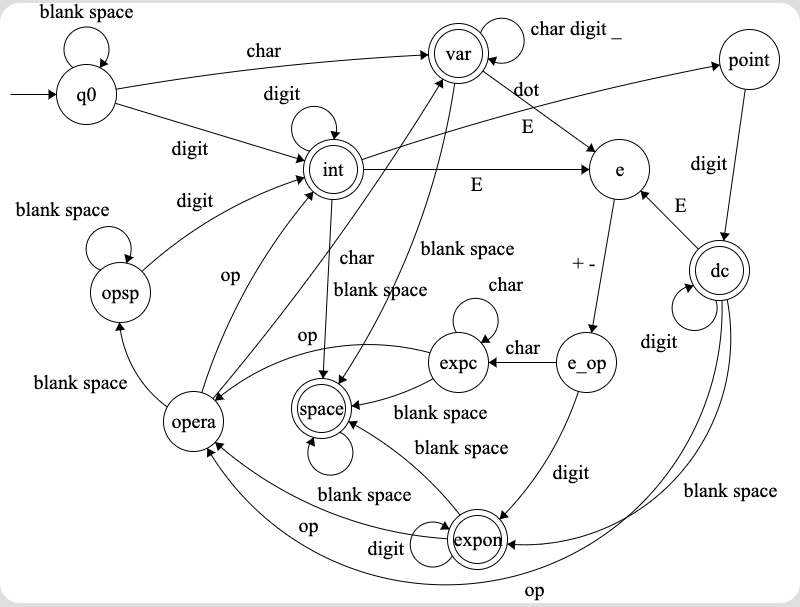 blank space
char
var
char digit _
point
q0
digit
dot
E
digit
int
e
digit
E
digit
blank space
E
opsp
op
char
blank space
+ -
dc
blank space
char
digit
op
expc
char
e_op
blank space
space
blank space
opera
blank space
digit
blank space
blank space
op
digit
expon
op